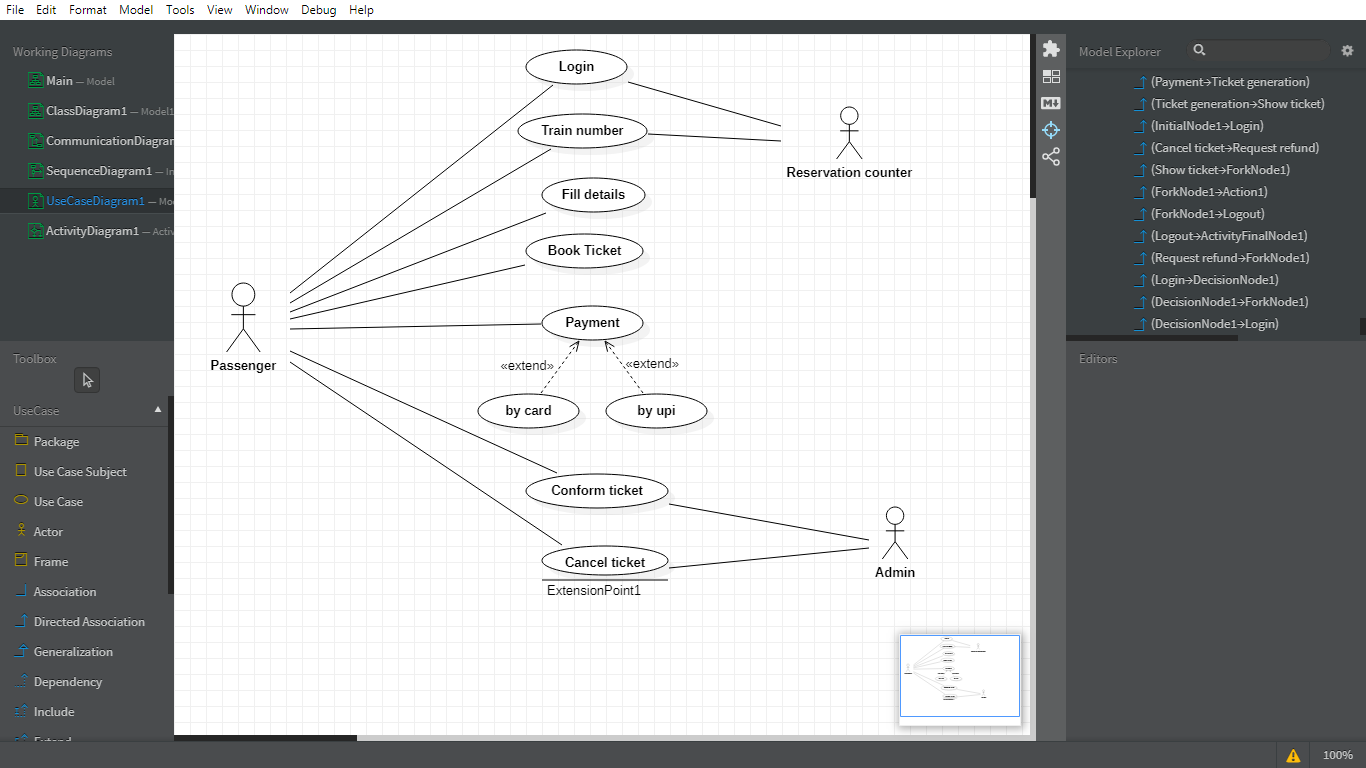 File Edit Format Model Tools View Window Debug Help
Working Diagrams
Main — Model
ClassDiagram1 — Model1
CommunicationDiagram
SequenceDiagram1 — In
UseCaseDiagram1 — Mo
ActivityDiagram1 — Activ
Toolbox
UseCase
Package
Use Case Subject
Use Case
Actor
Frame
Association
Directed Association
Generalization
Dependency
Include
Extend
Login
Train number
Reservation counter
Fill details
Book Ticket
Payment
Passenger
«extend» «extend»
by card by upi
Conform ticket
Cancel ticket
ExtensionPoint1
Admin
M↓
Model Explorer
(Payment→Ticket generation)
(Ticket generation→Show ticket)
(InitialNode1→Login)
(Cancel ticket→Request refund)
(Show ticket→ForkNode1)
(ForkNode1→Action1)
(ForkNode1→Logout)
(Logout→ActivityFinalNode1)
(Request refund→ForkNode1)
(Login→DecisionNode1)
(DecisionNode1→ForkNode1)
(DecisionNode1→Login)
Editors
100%